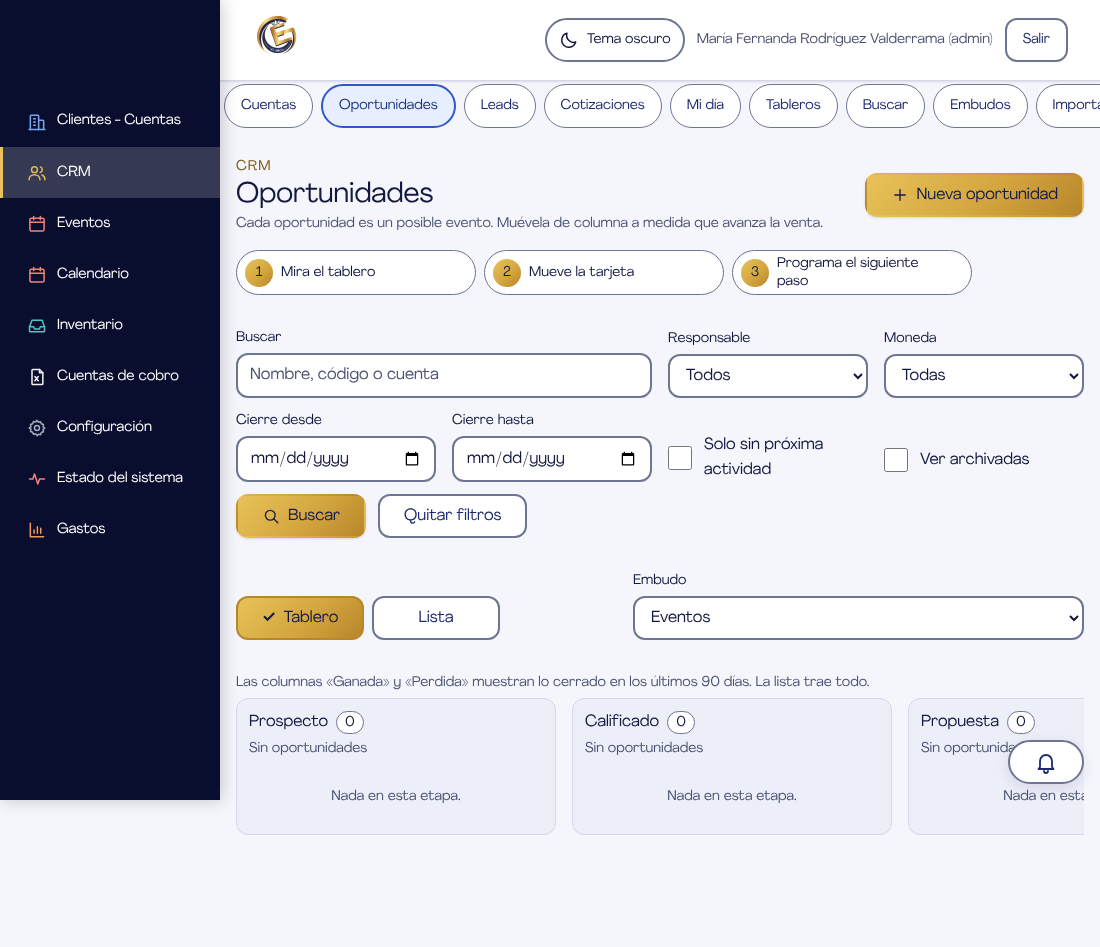 Tema oscuro
María Fernanda Rodríguez Valderrama (admin)
Salir
Clientes - Cuentas
CRM
Eventos
Calendario
Inventario
Cuentas de cobro
Configuración
Estado del sistema
Gastos
Cuentas
Oportunidades
Leads
Cotizaciones
Mi día
Tableros
Buscar
Embudos
Importa
CRM
Oportunidades
Cada oportunidad es un posible evento. Muévela de columna a medida que avanza la venta.
+ Nueva oportunidad
1 Mira el tablero
2 Mueve la tarjeta
3 Programa el siguiente
paso
Buscar
Nombre, código o cuenta
Responsable
Todos
Moneda
Todas
Cierre desde
mm/dd/yyyy
Cierre hasta
mm/dd/yyyy
Solo sin próxima
actividad
Ver archivadas
Buscar
Quitar filtros
Tablero
Lista
Embudo
Eventos
Las columnas «Ganada» y «Perdida» muestran lo cerrado en los últimos 90 días. La lista trae todo.
Prospecto 0
Sin oportunidades
Nada en esta etapa.
Calificado 0
Sin oportunidades
Nada en esta etapa.
Propuesta 0
Sin oportunida
Nada en esta